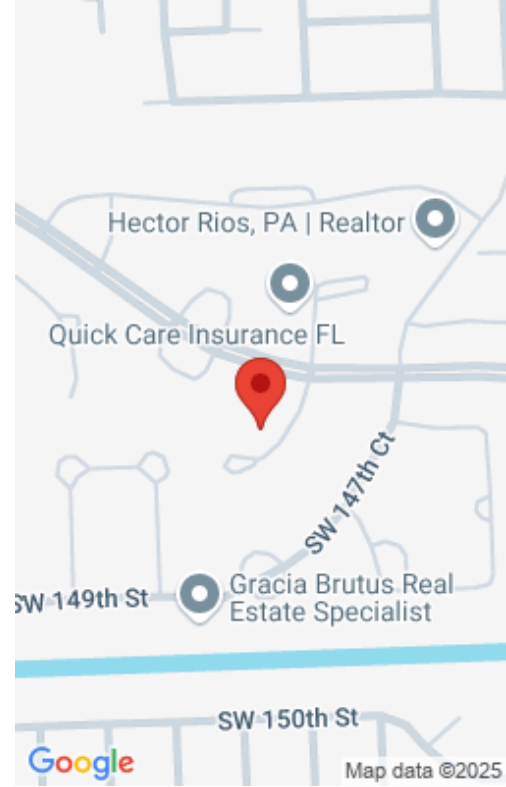 Hector Rios, PA | Realtor
Quick Care Insurance FL
SW 147th Ct
SW 149th St
Gracia Brutus Real
Estate Specialist
SW 150th St
Google
Map data ©2025